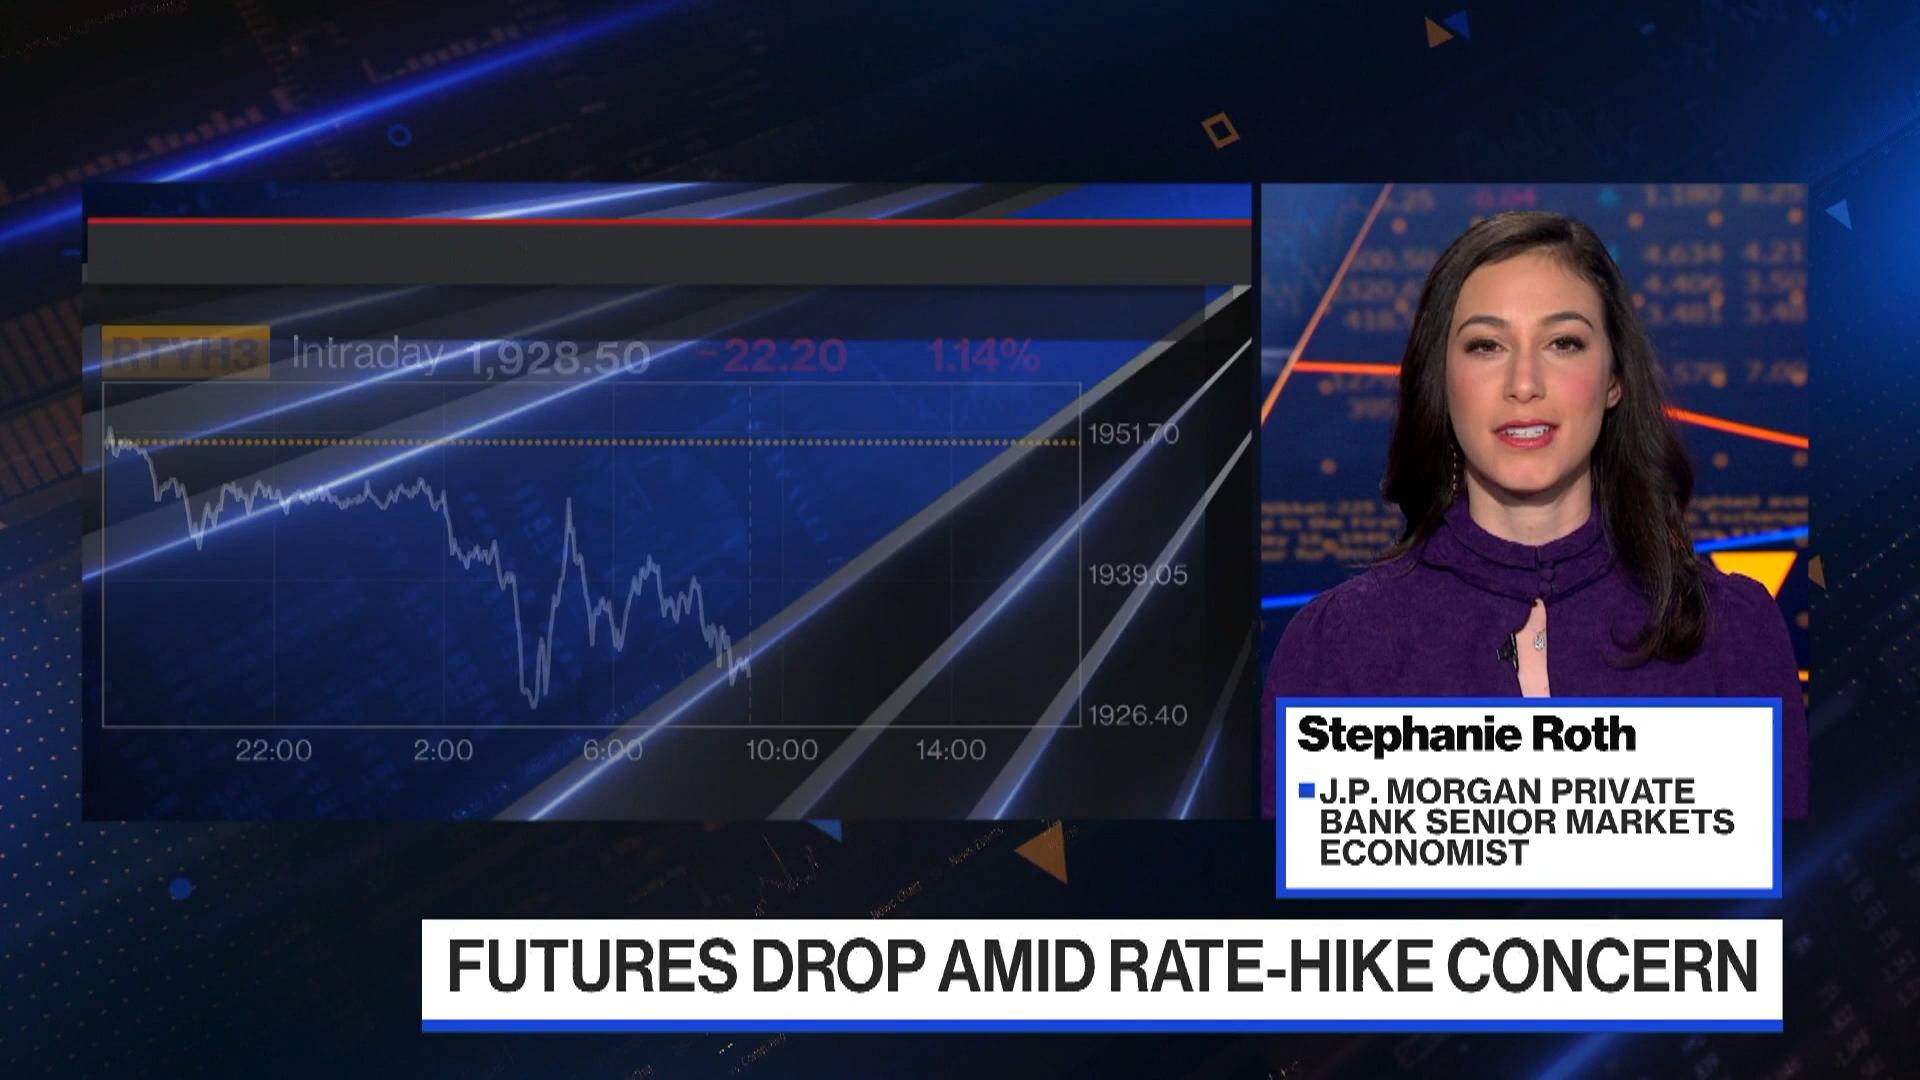 RTYH3 Intraday 1,928.50 -22.20 1.14%
1951.70
1939.05
1926.40
22:00 2:00 6:00 10:00 14:00
Stephanie Roth
J.P. MORGAN PRIVATE
BANK SENIOR MARKETS
ECONOMIST
FUTURES DROP AMID RATE-HIKE CONCERN